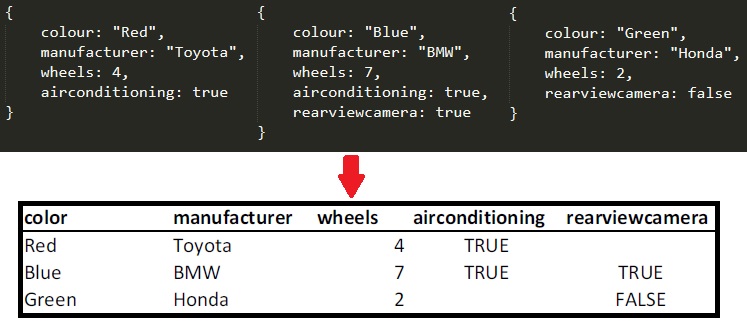 {
colour: "Red",
manufacturer: "Toyota",
wheels: 4,
airconditioning: true
}
{
colour: "Blue",
manufacturer: "BMW",
wheels: 7,
airconditioning: true,
rearviewcamera: true
}
{
colour: "Green",
manufacturer: "Honda",
wheels: 2,
rearviewcamera: false
}
color manufacturer wheels airconditioning rearviewcamera
Red Toyota 4 TRUE
Blue BMW 7 TRUE TRUE
Green Honda 2 FALSE